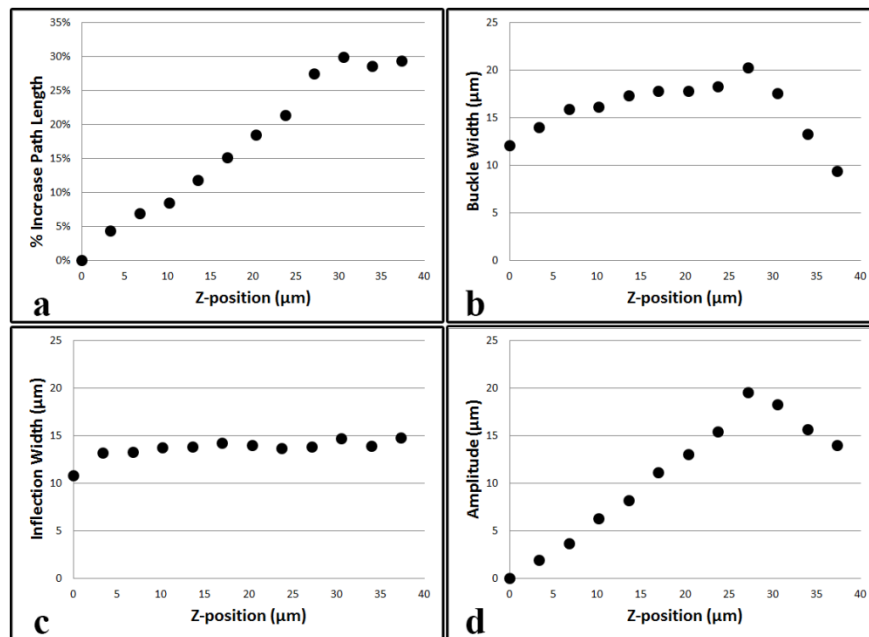 35%
30%
25%
20%
15%
10%
5%
0%
% Increase Path Length
0 5 10 15 20 25 30 35 40
Z-position (µm)
a
25
20
15
10
5
0
Buckle Width (µm)
0 5 10 15 20 25 30 35 40
Z-position (µm)
b
25
20
15
10
5
0
Inflection Width (µm)
0 5 10 15 20 25 30 35 40
Z-position (µm)
c
25
20
15
10
5
0
Amplitude (µm)
0 5 10 15 20 25 30 35 40
Z-position (µm)
d